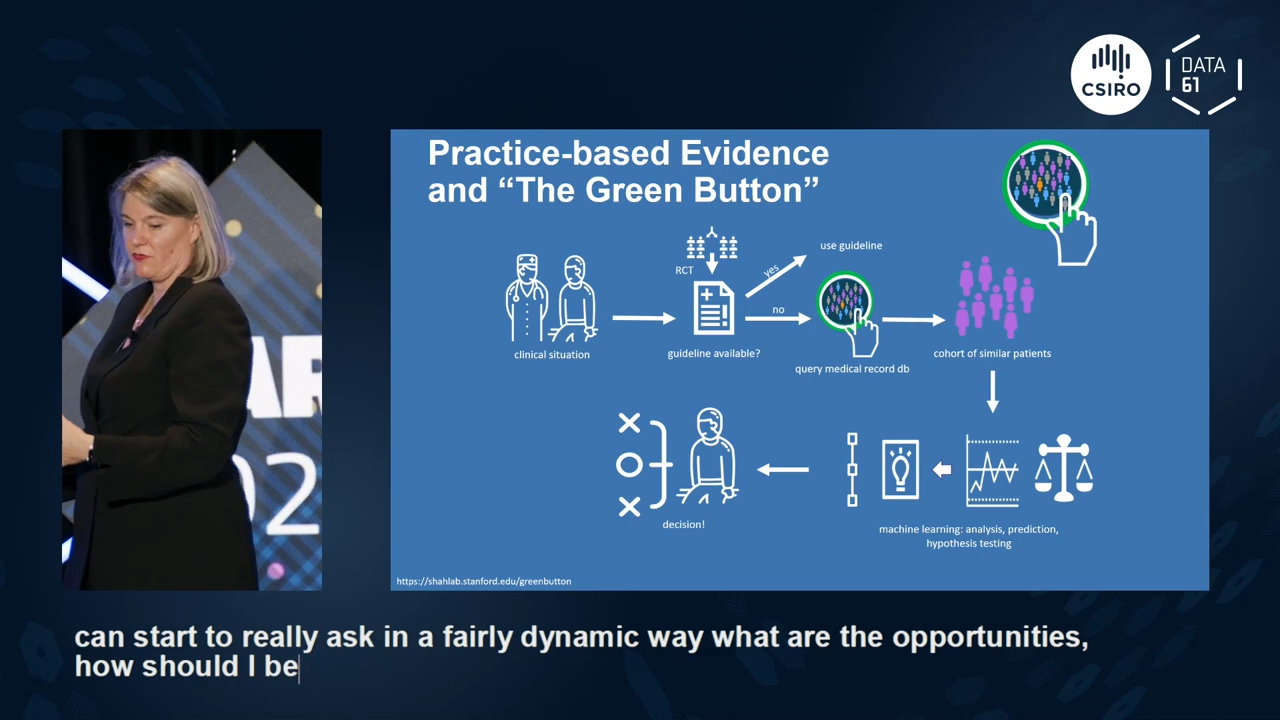 CSIRO
DATA
61
AR
02
Practice-based Evidence
and “The Green Button”
RCT
yes
use guideline
no
clinical situation
guideline available?
query medical record db
cohort of similar patients
decision!
machine learning: analysis, prediction,
hypothesis testing
https://shahlab.stanford.edu/greenbutton
can start to really ask in a fairly dynamic way what are the opportunities,
how should I be